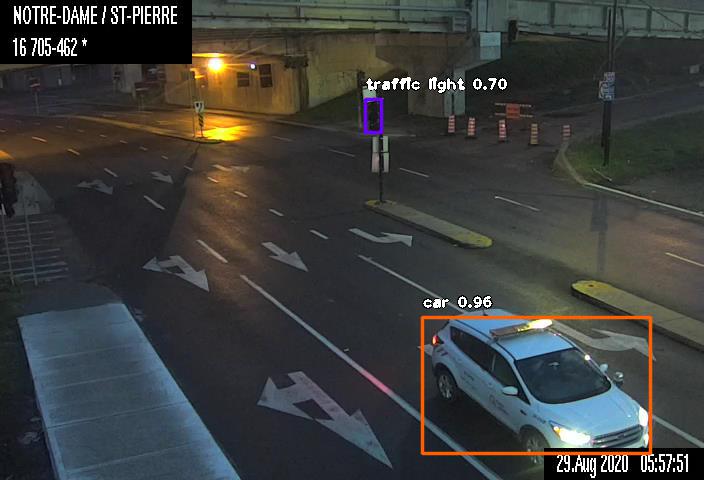 NOTRE-DAME / ST-PIERRE
16 705-462 *
traffic light 0.70
car 0.96
29.Aug 2020 05:57:51